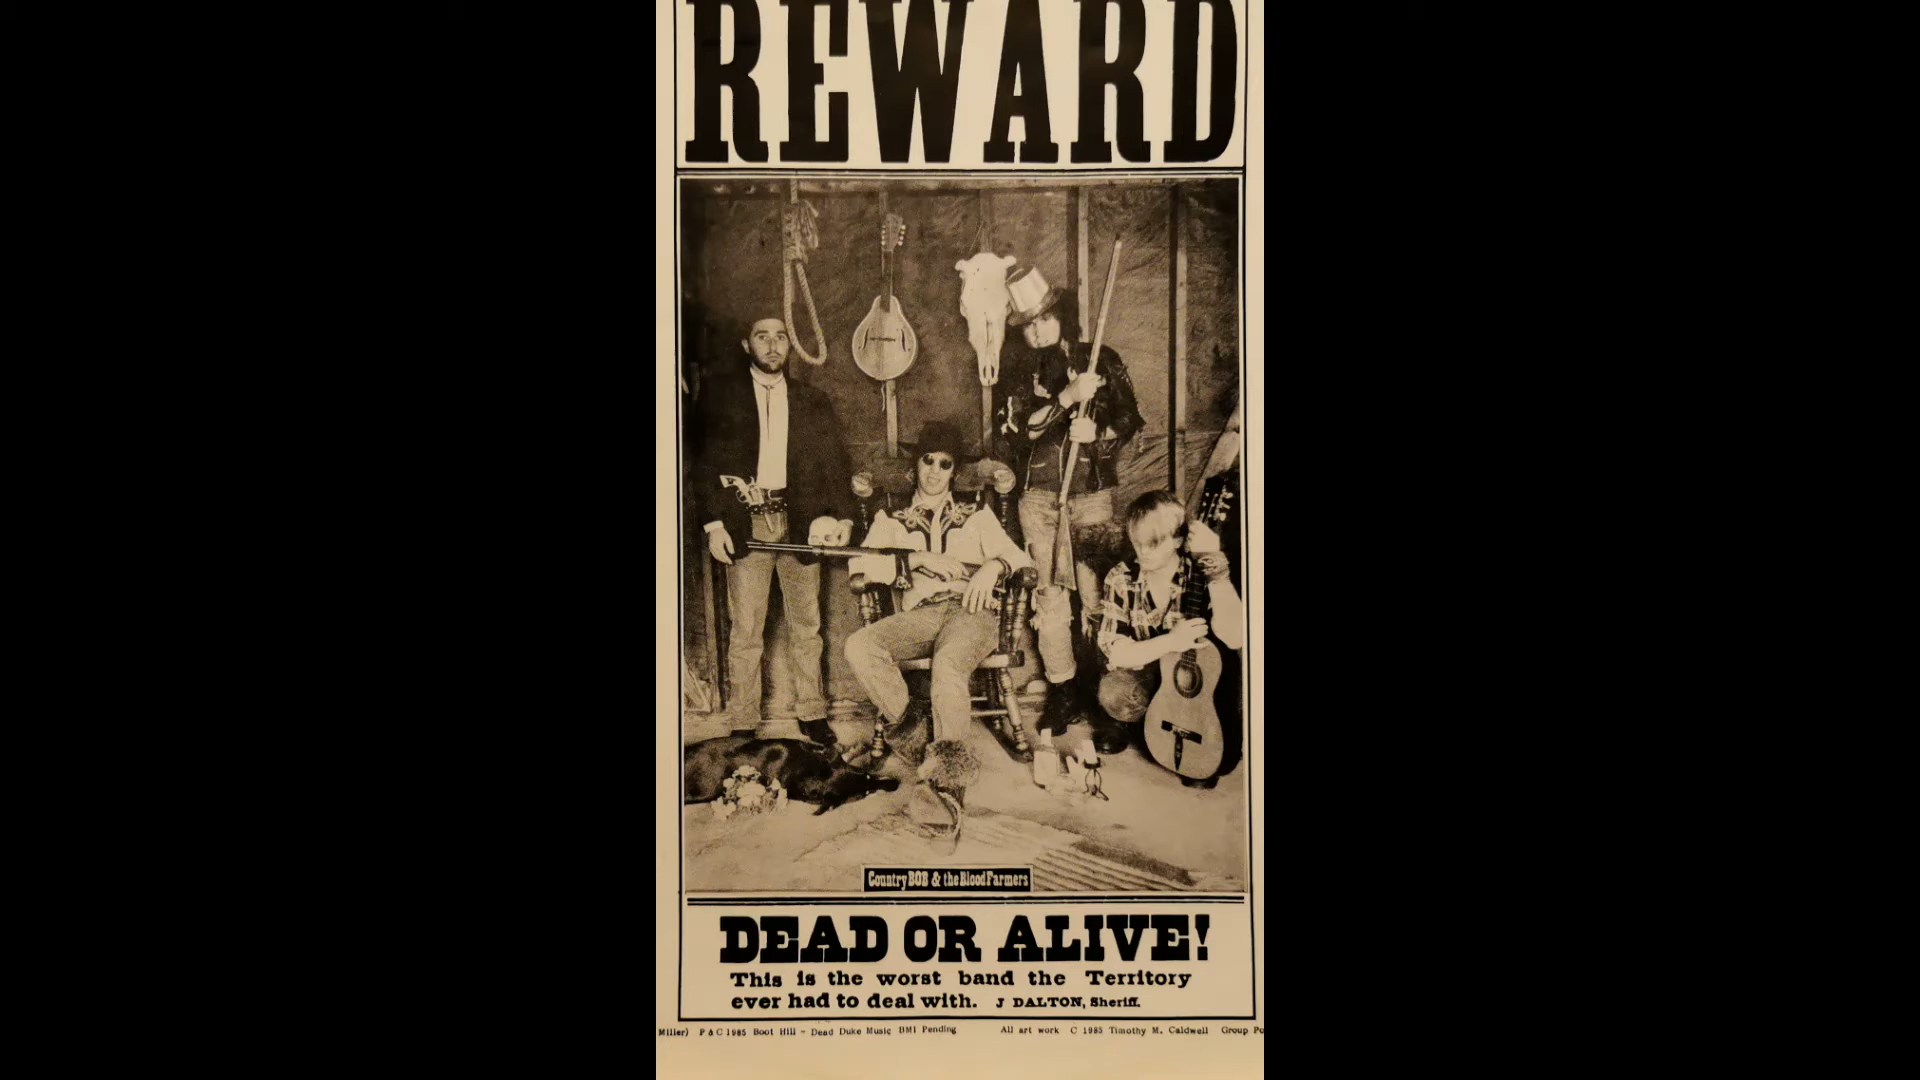 REWARD
Country BOB & the Blood Farmers
DEAD OR ALIVE!
This is the worst band the Territory
ever had to deal with. J DALTON, Sheriff.
Miller) P & C 1985 Boot Hill - Dead Duke Music BMI Pending All art work C 1985 Timothy M. Caldwell Group Po